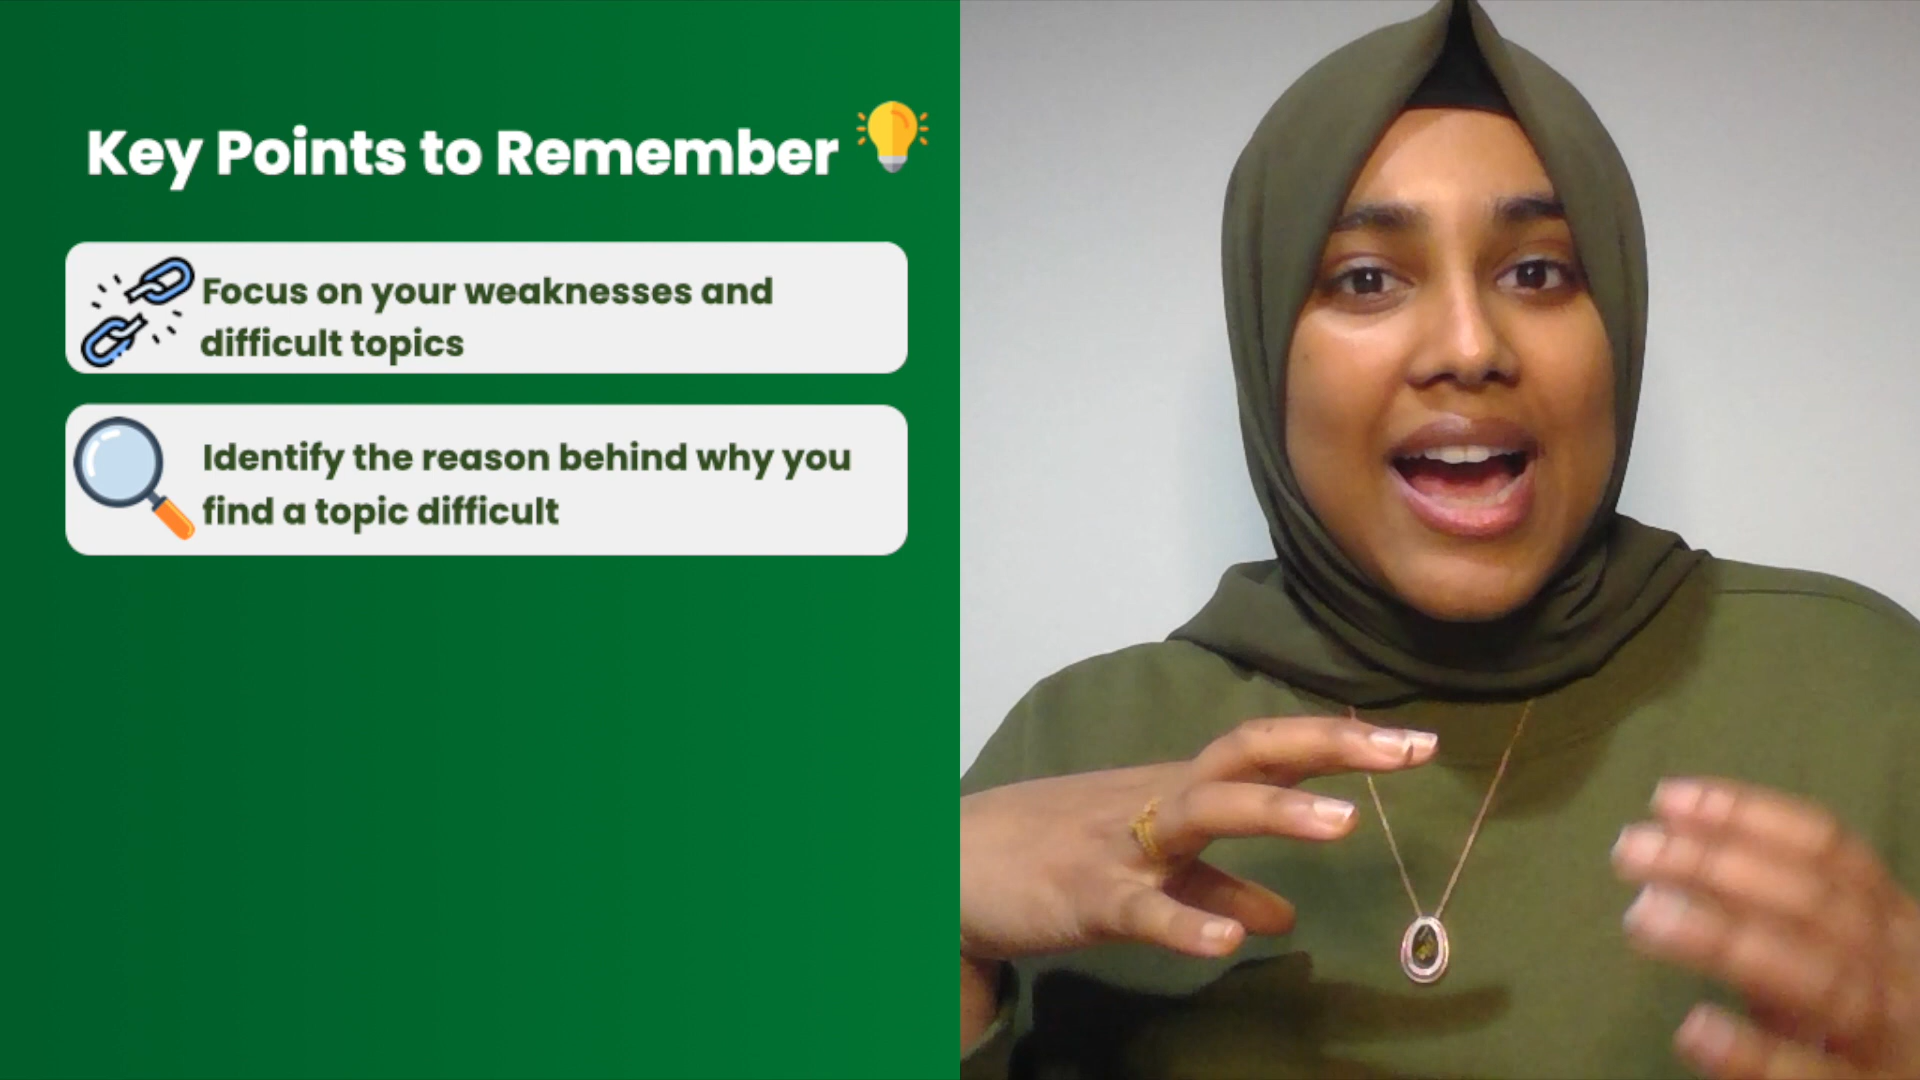 Key Points to Remember
Focus on your weaknesses and
difficult topics
Identify the reason behind why you
find a topic difficult